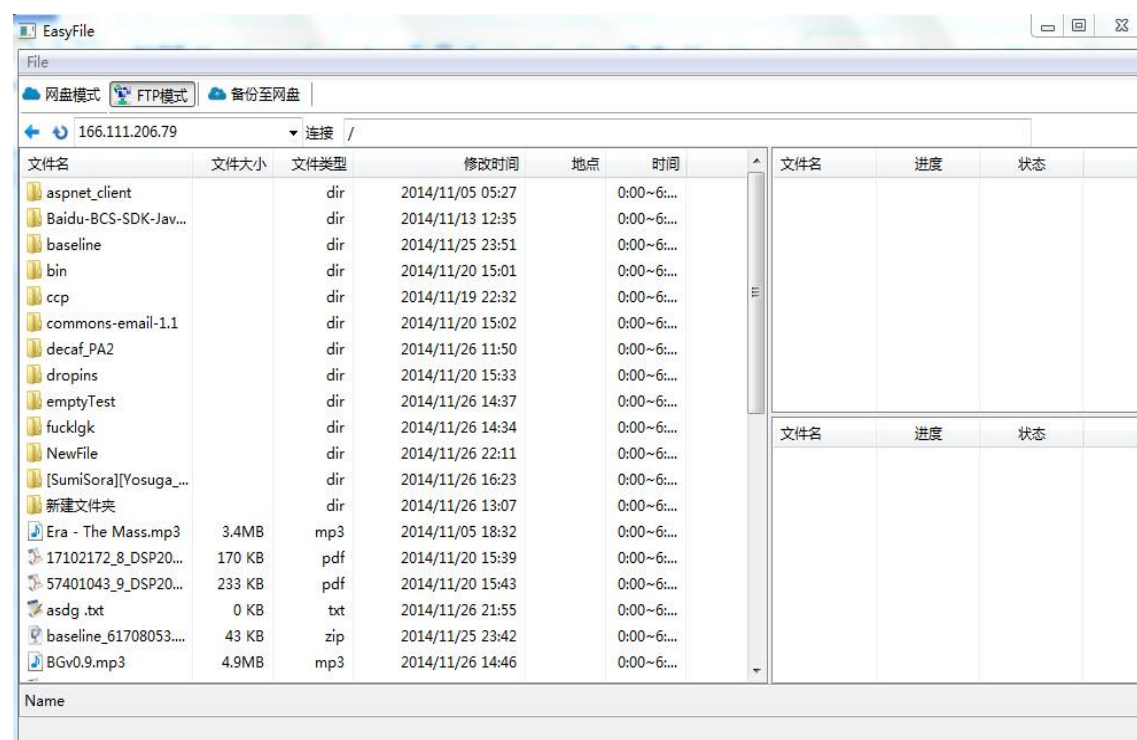 EasyFile
File
网盘模式 FTP模式 备份至网盘
166.111.206.79 连接 /
文件名 文件大小 文件类型 修改时间 地点 时间 文件名 进度 状态
aspnet_client dir 2014/11/05 05:27 0:00~6:...
Baidu-BCS-SDK-Jav... dir 2014/11/13 12:35 0:00~6:...
baseline dir 2014/11/25 23:51 0:00~6:...
bin dir 2014/11/20 15:01 0:00~6:...
ccp dir 2014/11/19 22:32 0:00~6:...
commons-email-1.1 dir 2014/11/20 15:02 0:00~6:...
decaf_PA2 dir 2014/11/26 11:50 0:00~6:...
dropins dir 2014/11/20 15:33 0:00~6:...
emptyTest dir 2014/11/26 14:37 0:00~6:...
fucklgk dir 2014/11/26 14:34 0:00~6:...
文件名 进度 状态
NewFile dir 2014/11/26 22:11 0:00~6:...
[SumiSora][Yosuga_... dir 2014/11/26 16:23 0:00~6:...
新建文件夹 dir 2014/11/26 13:07 0:00~6:...
Era - The Mass.mp3 3.4MB mp3 2014/11/05 18:32 0:00~6:...
17102172_8_DSP20... 170 KB pdf 2014/11/20 15:39 0:00~6:...
57401043_9_DSP20... 233 KB pdf 2014/11/20 15:43 0:00~6:...
asdg .txt 0 KB txt 2014/11/26 21:55 0:00~6:...
baseline_61708053.... 43 KB zip 2014/11/25 23:42 0:00~6:...
BGv0.9.mp3 4.9MB mp3 2014/11/26 14:46 0:00~6:...
Name